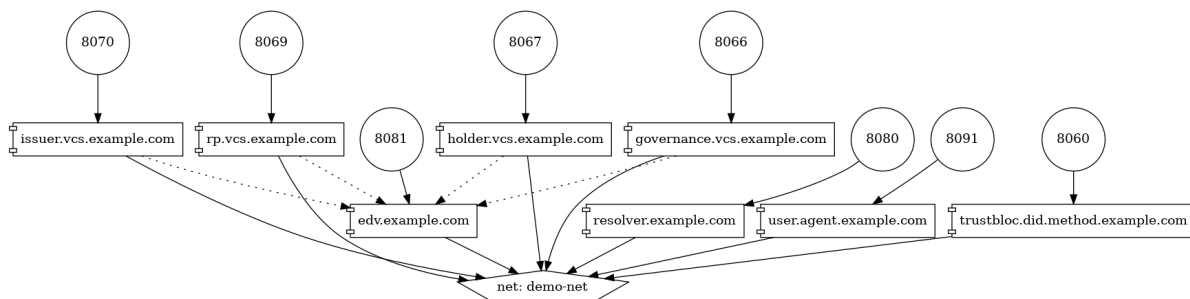 8070
8069
8067
8066
issuer.vcs.example.com
rp.vcs.example.com
8081
holder.vcs.example.com
governance.vcs.example.com
8080
8091
8060
edv.example.com
resolver.example.com
user.agent.example.com
trustbloc.did.method.example.com
net: demo-net